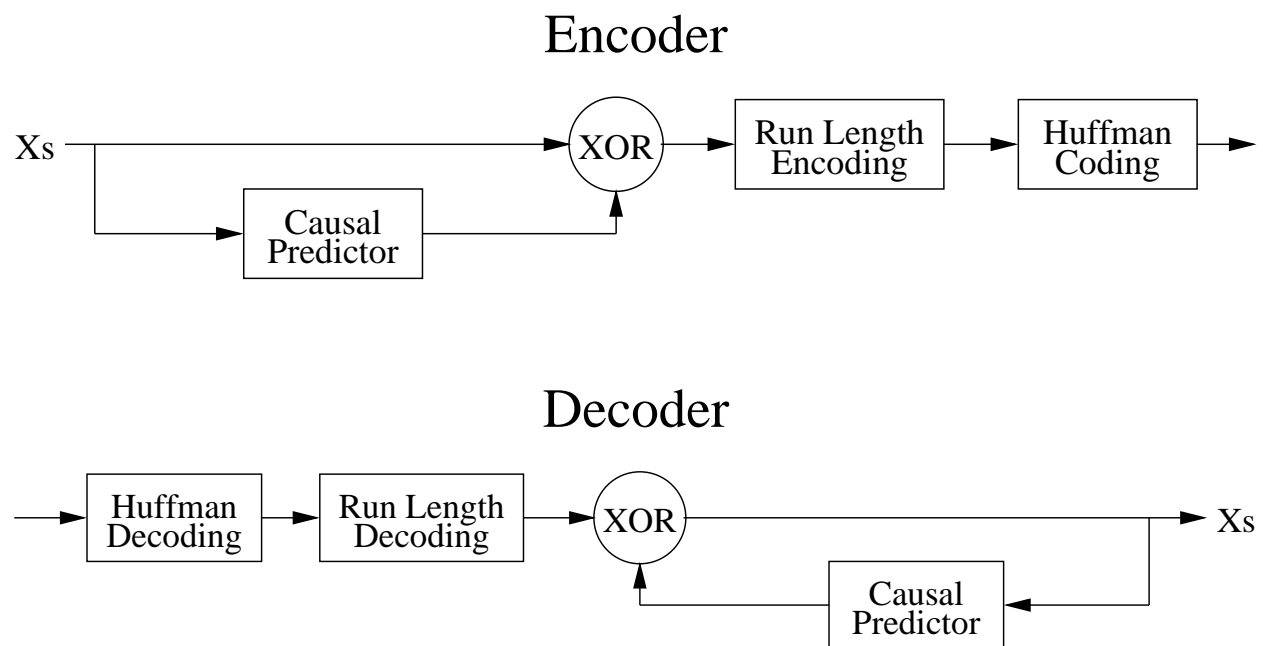 Encoder
Xs
XOR
Run Length
Encoding
Huffman
Coding
Causal
Predictor
Decoder
Huffman
Decoding
Run Length
Decoding
XOR
Xs
Causal
Predictor